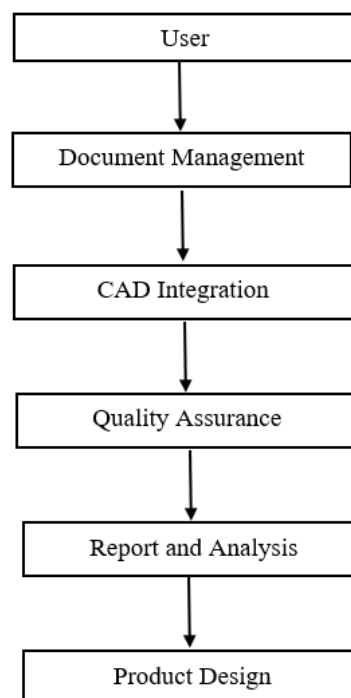 User
Document Management
CAD Integration
Quality Assurance
Report and Analysis
Product Design